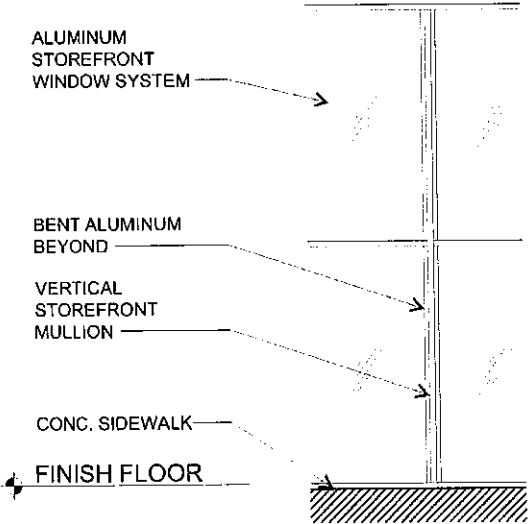 ALUMINUM
STOREFRONT
WINDOW SYSTEM
BENT ALUMINUM
BEYOND
VERTICAL
STOREFRONT
MULLION
CONC. SIDEWALK
FINISH FLOOR